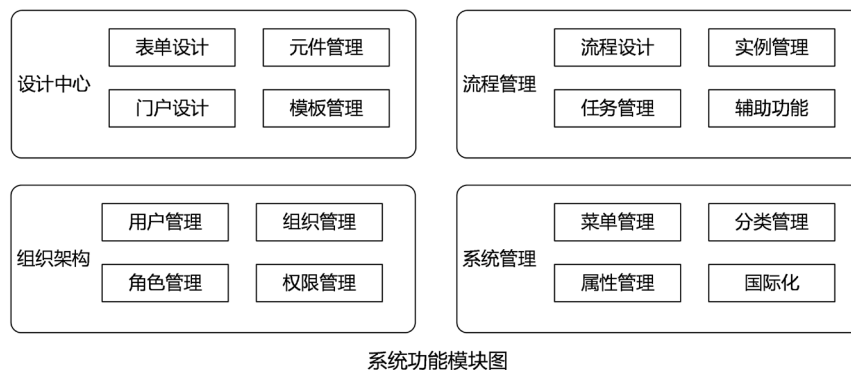 表单设计 元件管理
设计中心
门户设计 模板管理
流程设计 实例管理
流程管理
任务管理 辅助功能
用户管理 组织管理
组织架构
角色管理 权限管理
菜单管理 分类管理
系统管理
属性管理 国际化
系统功能模块图